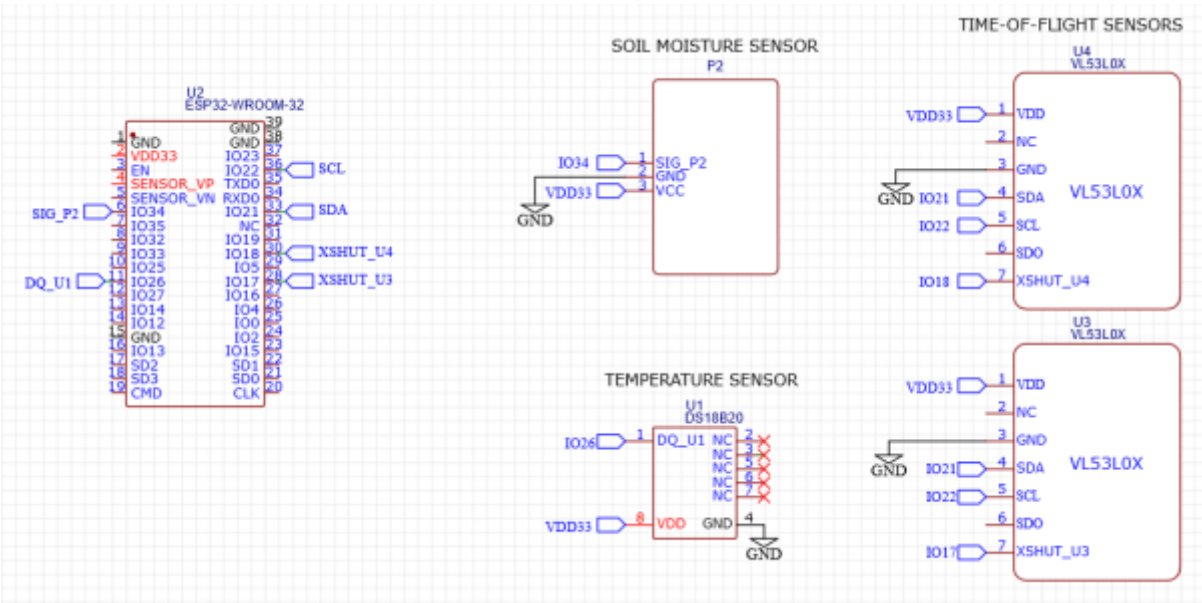 TIME-OF-FLIGHT SENSORS
SOIL MOISTURE SENSOR
P2
IO34 1 SIG_P2
2 GND
VDD33 3 VCC
GND
U4
VL53L0X
VDD33 1 VDD
2 NC
3 GND
GND
IO21 4 SDA
VL53L0X
IO22 5 SCL
6 SDO
IO18 7 XSHUT_U4
U2
ESP32-WROOM-32
1 GND
2 VDD33
3 EN
4 SENSOR_VP
5 SENSOR_VN
SIG_P2 6 IO34
7 IO35
8 IO32
9 IO33
10 IO25
DQ_U1 11 IO26
12 IO27
13 IO14
14 IO12
15 GND
16 IO13
17 SD2
18 SD3
19 CMD
GND 39
GND 38
IO23 37
IO22 36 SCL
TXD0 35
RXD0 34
IO21 33 SDA
NC 32
IO19 31
IO18 30 XSHUT_U4
IO5 29
IO17 28 XSHUT_U3
IO16 27
IO4 26
IO0 25
IO2 24
IO15 23
SD1 22
SD0 21
CLK 20
TEMPERATURE SENSOR
U1
DS18B20
IO26 1 DQ_U1
NC 2
NC 3
NC 5
NC 6
NC 7
VDD33 8 VDD
GND 4
GND
U3
VL53L0X
VDD33 1 VDD
2 NC
3 GND
GND
IO21 4 SDA
VL53L0X
IO22 5 SCL
6 SDO
IO17 7 XSHUT_U3